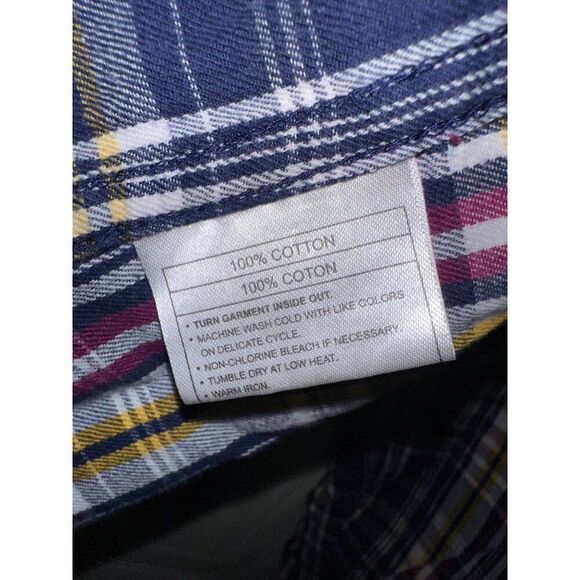 100% COTTON
100% COTON
• TURN GARMENT INSIDE OUT.
• MACHINE WASH COLD WITH LIKE COLORS
ON DELICATE CYCLE.
• NON-CHLORINE BLEACH IF NECESSARY.
• TUMBLE DRY AT LOW HEAT.
• WARM IRON.